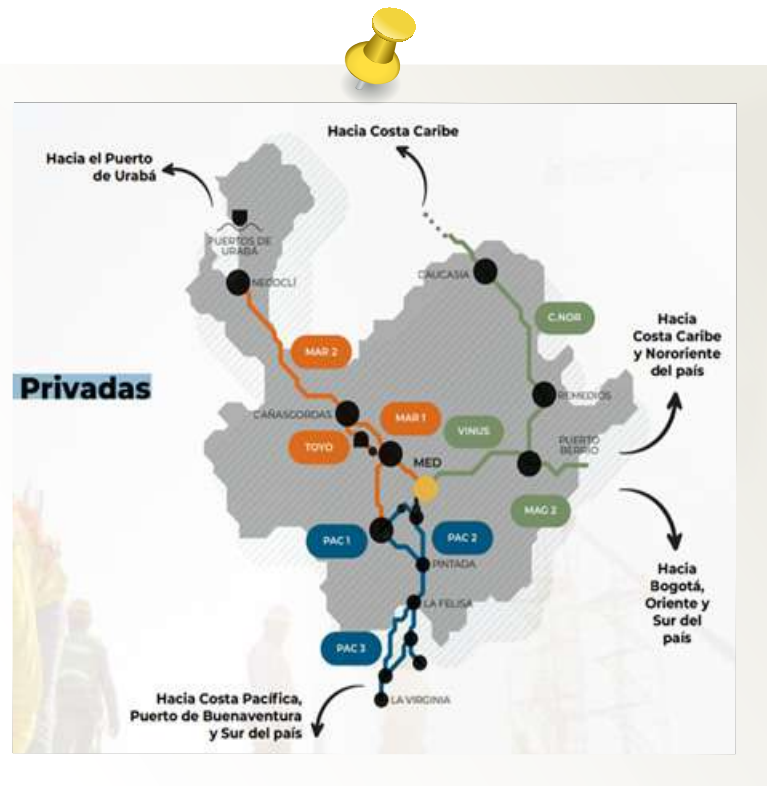 Hacia Costa Caribe
Hacia el Puerto
de Urabá
PUERTOS DE
URABÁ
NECOCLÍ
CAUCASIA
C.NOR
Hacia
Costa Caribe
y Nororiente
del país
MAR 2
Privadas
CAÑASGORDAS
MAR 1
REMEDIOS
TOYO
VINUS
PUERTO
BERRÍO
MED
MAG 2
PAC 1
PAC 2
PINTADA
Hacia
Bogotá,
Oriente y
Sur del
país
LA FELISA
PAC 3
LA VIRGINIA
Hacia Costa Pacífica,
Puerto de Buenaventura
y Sur del país